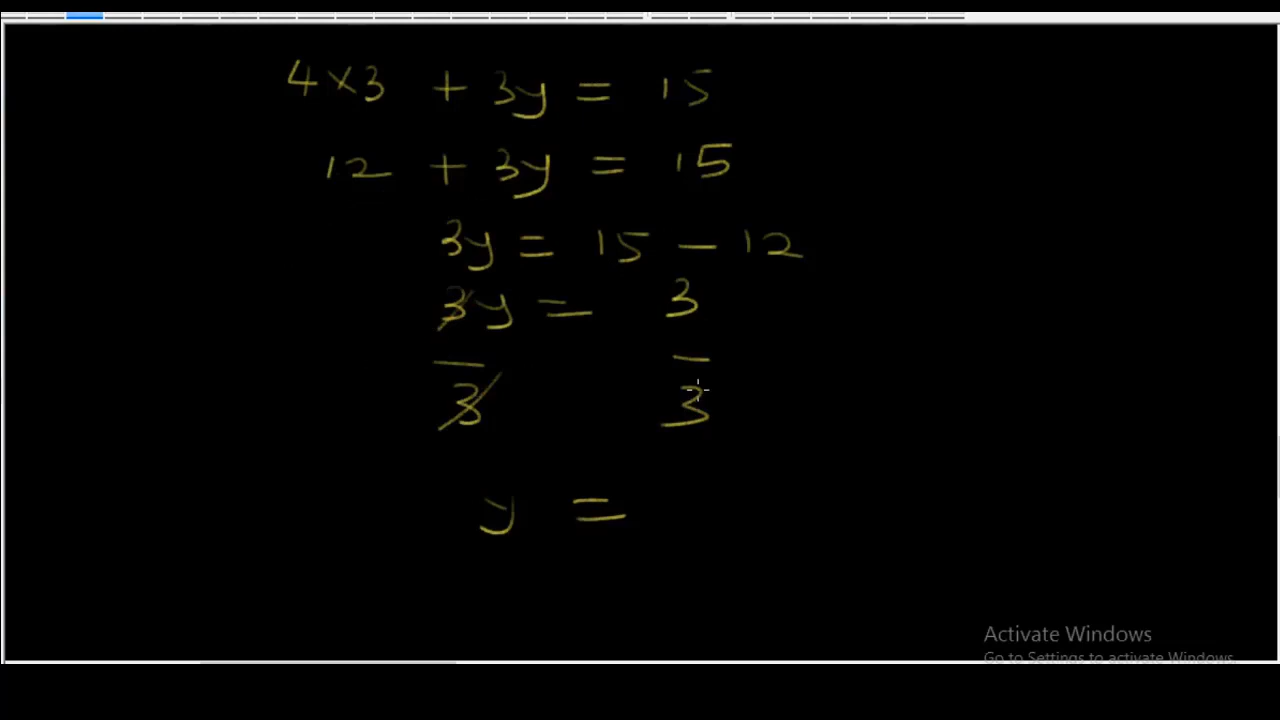 4×3 + 3y = 15
12 + 3y = 15
3y = 15 − 12
3y = 3
3 3
y =
Activate Windows
Go to Settings to activate Windows.